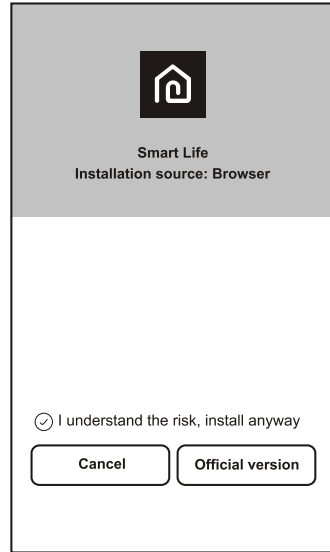 Smart Life
Installation source: Browser
I understand the risk, install anyway
Cancel
Official version